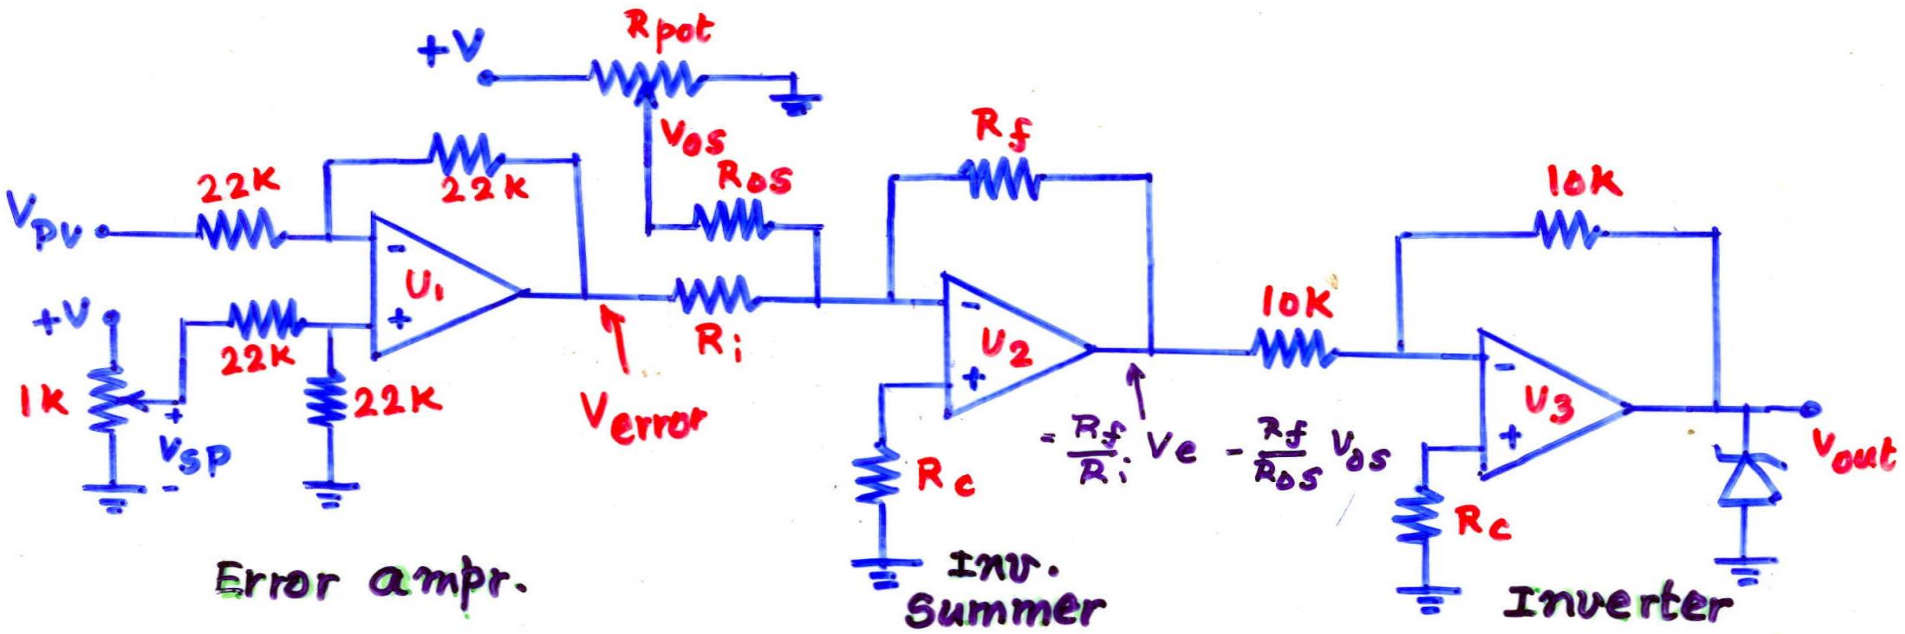 +V
Rpot
Vos
Ros
Rf
22K
22K
Vpv
-
U1
+
+V
22K
22K
1K
+
Vsp
-
Verror
Ri
-
U2
+
Rc
= Rf/Ri Ve - Rf/Ros Vos
10K
10K
-
U3
+
Rc
Vout
Error ampr.
Inv.
Summer
Inverter